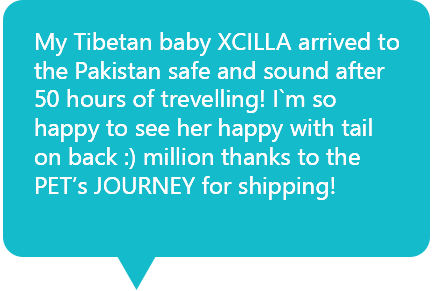 My Tibetan baby XCILLA arrived to
the Pakistan safe and sound after
50 hours of trevelling! I`m so
happy to see her happy with tail
on back :) million thanks to the
PET’s JOURNEY for shipping!